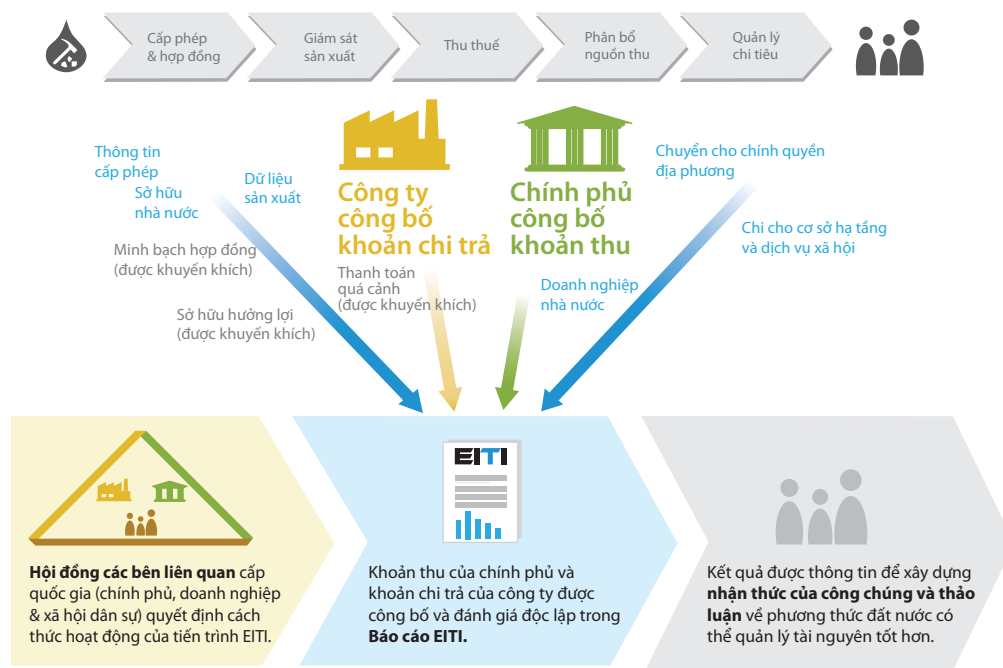 Cấp phép
& hợp đồng
Giám sát
sản xuất
Thu thuế
Phân bổ
nguồn thu
Quản lý
chi tiêu
Thông tin
cấp phép
Sở hữu
nhà nước
Dữ liệu
sản xuất
Minh bạch hợp đồng
(được khuyến khích)
Sở hữu hưởng lợi
(được khuyến khích)
Công ty
công bố
khoản chi trả
Thanh toán
quá cảnh
(được khuyến khích)
Chính phủ
công bố
khoản thu
Doanh nghiệp
nhà nước
Chuyển cho chính quyền
địa phương
Chi cho cơ sở hạ tầng
và dịch vụ xã hội
EITI
Hội đồng các bên liên quan cấp
quốc gia (chính phủ, doanh nghiệp
& xã hội dân sự) quyết định cách
thức hoạt động của tiến trình EITI.
Khoản thu của chính phủ và
khoản chi trả của công ty được
công bố và đánh giá độc lập trong
Báo cáo EITI.
Kết quả được thông tin để xây dựng
nhận thức của công chúng và thảo
luận về phương thức đất nước có
thể quản lý tài nguyên tốt hơn.